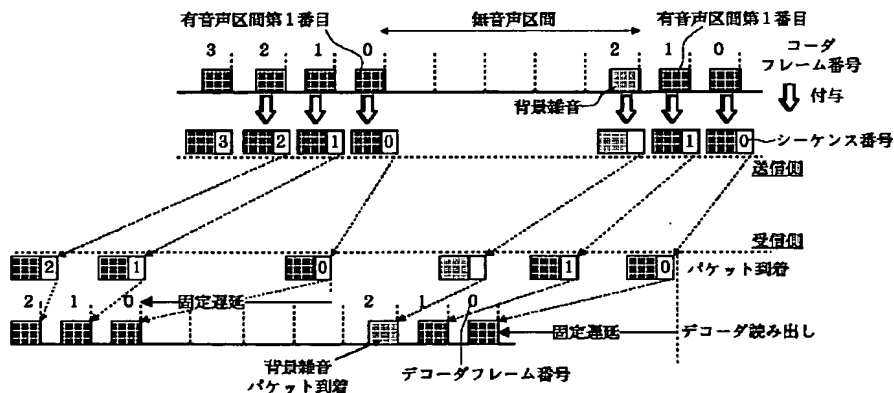 有音声区間第1番目 無音声区間 有音声区間第1番目
3 2 1 0 2 1 0 コーダ
フレーム番号
背景雑音 付与
3 2 1 0 1 0 シーケンス番号
送信側
受信側
2 1 0 1 0 パケット到着
2 1 0 固定遅延 2 1 0
固定遅延 デコーダ読み出し
背景雑音
パケット到着 デコーダフレーム番号